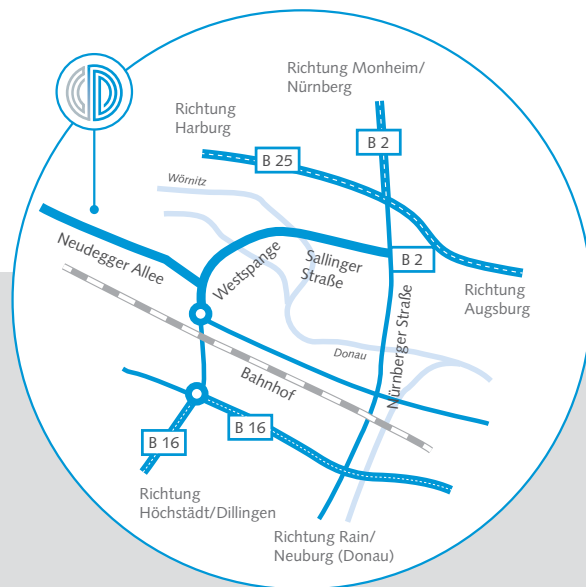 Richtung Monheim/
Nürnberg
Richtung
Harburg
B 2
B 25
Wörnitz
Neudegger Allee
Westspange
Sallinger
Straße
B 2
Richtung
Augsburg
Nürnberger Straße
Donau
Bahnhof
B 16
B 16
Richtung
Höchstädt/Dillingen
Richtung Rain/
Neuburg (Donau)